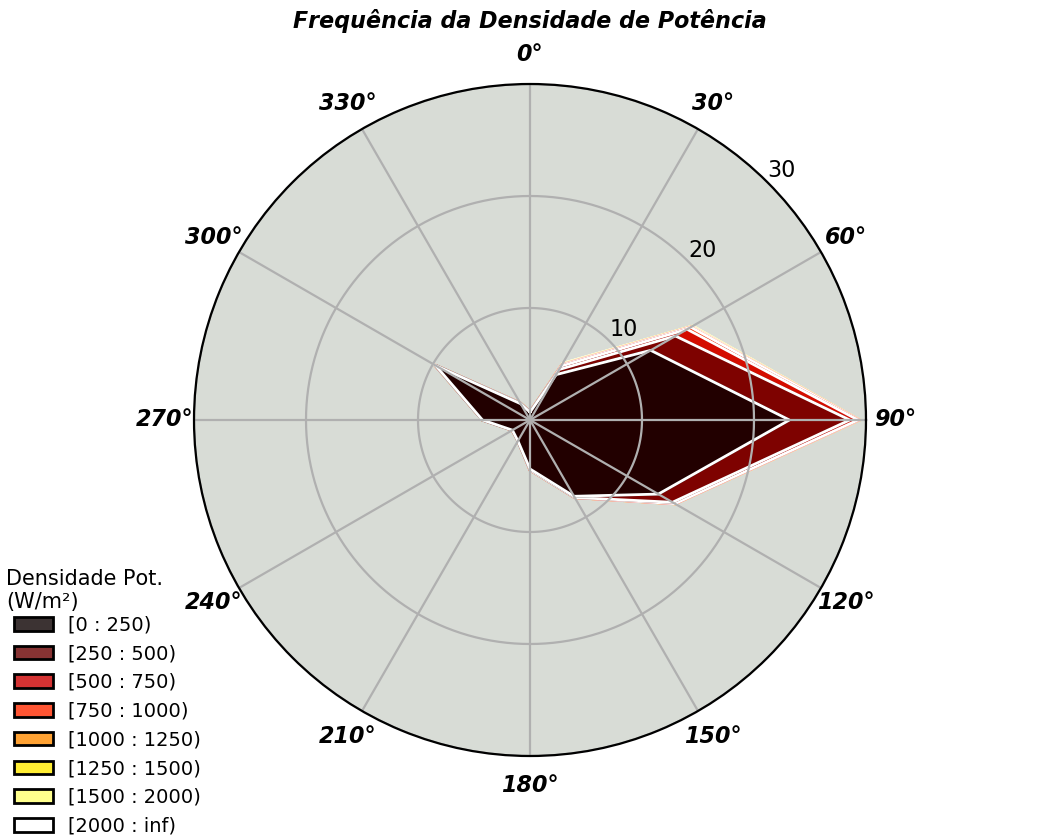 Frequência da Densidade de Potência
0°
330°
30°
30
300°
60°
20
10
270°
90°
240°
120°
210°
150°
180°
Densidade Pot.
(W/m²)
[0 : 250)
[250 : 500)
[500 : 750)
[750 : 1000)
[1000 : 1250)
[1250 : 1500)
[1500 : 2000)
[2000 : inf)